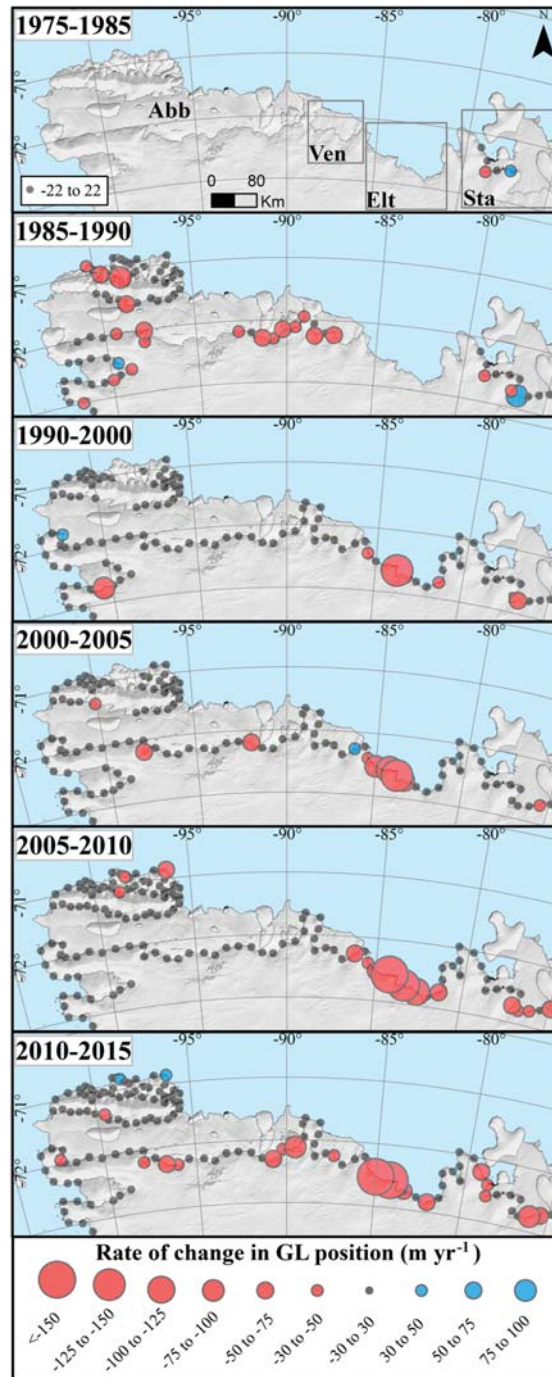 1975-1985
N
-95°
-90°
-85°
-80°
-71°
-72°
Abb
Ven
Elt
Sta
0 80
Km
-22 to 22
1985-1990
-95°
-90°
-85°
-80°
-71°
-72°
1990-2000
-95°
-90°
-85°
-80°
-71°
-72°
2000-2005
-95°
-90°
-85°
-80°
-71°
-72°
2005-2010
-95°
-90°
-85°
-80°
-71°
-72°
2010-2015
-95°
-90°
-85°
-80°
-71°
-72°
Rate of change in GL position (m yr⁻¹)
<-150
-125 to -150
-100 to -125
-75 to -100
-50 to -75
-30 to -50
-30 to 30
30 to 50
50 to 75
75 to 100